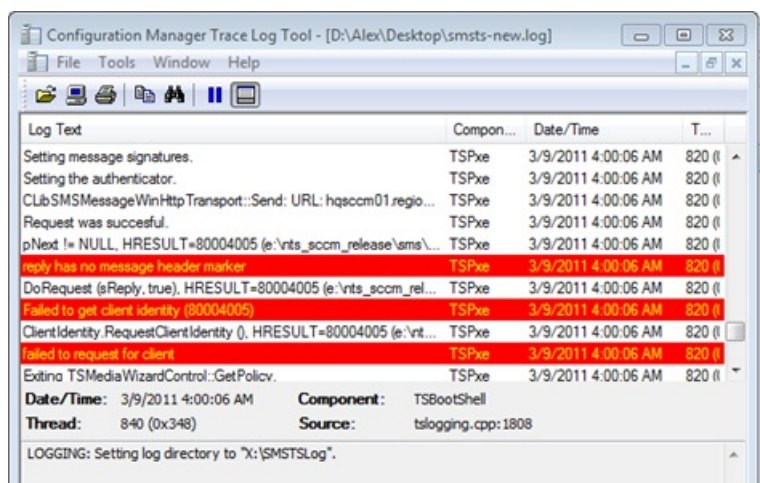 Configuration Manager Trace Log Tool - [D:\Alex\Desktop\smsts-new.log]
File Tools Window Help
Log Text Compon... Date/Time T...
Setting message signatures. TSPxe 3/9/2011 4:00:06 AM 820 (
Setting the authenticator. TSPxe 3/9/2011 4:00:06 AM 820 (
CLibSMSMessageWinHttpTransport::Send: URL: hqsccm01.regio... TSPxe 3/9/2011 4:00:06 AM 820 (
Request was succesful. TSPxe 3/9/2011 4:00:06 AM 820 (
pNext != NULL, HRESULT=80004005 (e:\nts_sccm_release\sms\... TSPxe 3/9/2011 4:00:06 AM 820 (
reply has no message header marker TSPxe 3/9/2011 4:00:06 AM 820 (
DoRequest (sReply, true), HRESULT=80004005 (e:\nts_sccm_rel... TSPxe 3/9/2011 4:00:06 AM 820 (
Failed to get client identity (80004005) TSPxe 3/9/2011 4:00:06 AM 820 (
ClientIdentity.RequestClientIdentity (), HRESULT=80004005 (e:\nt... TSPxe 3/9/2011 4:00:06 AM 820 (
failed to request for client TSPxe 3/9/2011 4:00:06 AM 820 (
Exiting TSMediaWizardControl::GetPolicy. TSPxe 3/9/2011 4:00:06 AM 820 (
Date/Time: 3/9/2011 4:00:06 AM Component: TSBootShell
Thread: 840 (0x348) Source: tslogging.cpp:1808
LOGGING: Setting log directory to "X:\SMSTSLog".